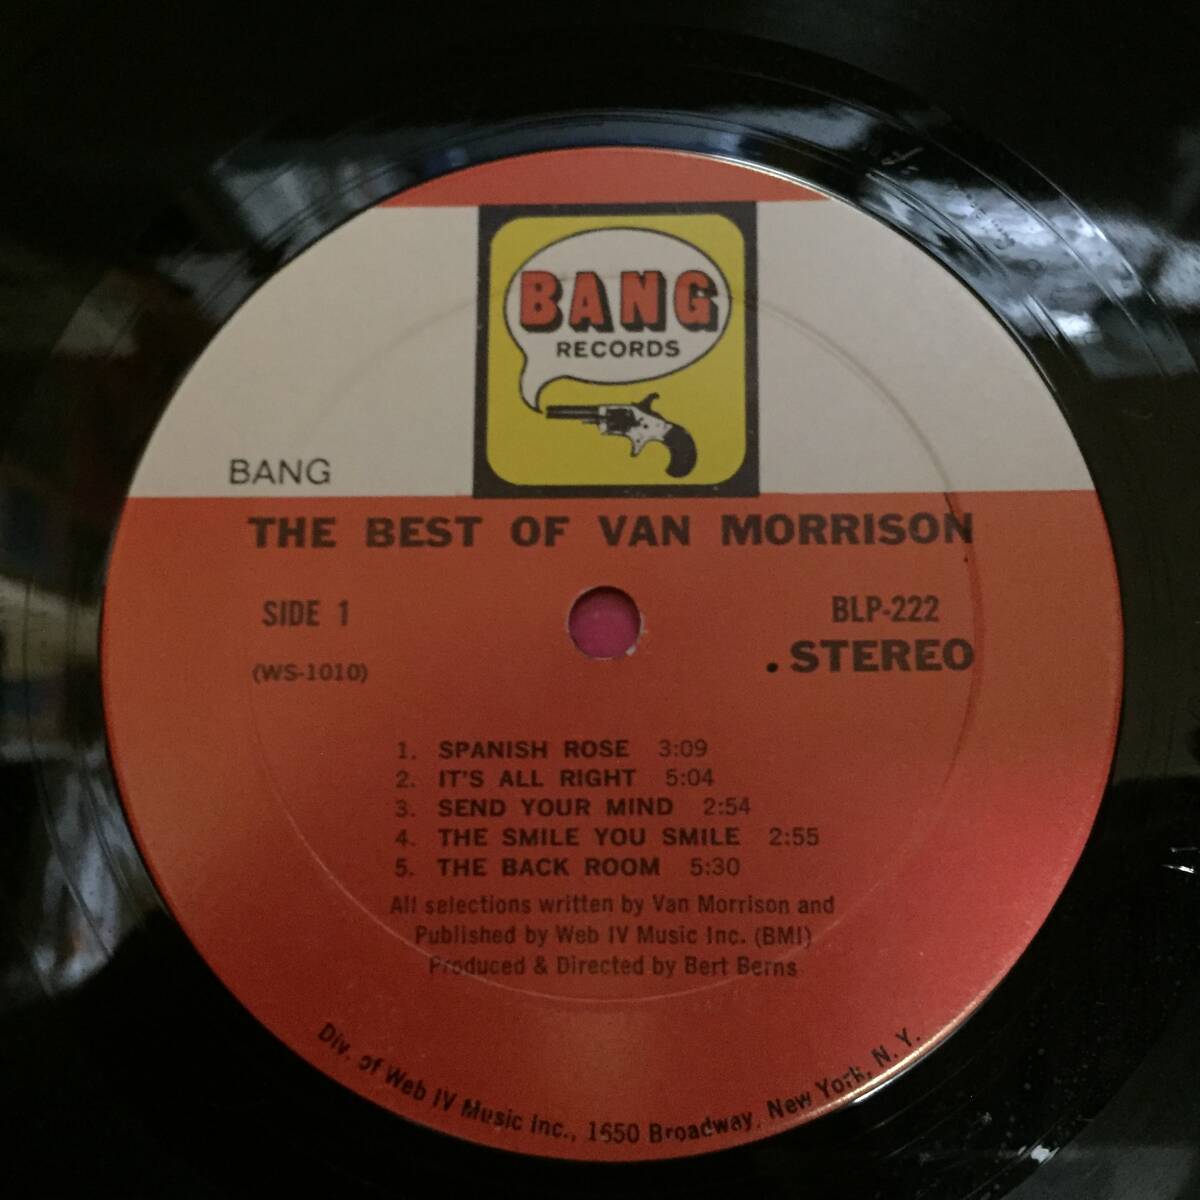 BANG
RECORDS
BANG
THE BEST OF VAN MORRISON
SIDE 1
BLP-222
(WS-1010)
.STEREO
1. SPANISH ROSE 3:09
2. IT'S ALL RIGHT 5:04
3. SEND YOUR MIND 2:54
4. THE SMILE YOU SMILE 2:55
5. THE BACK ROOM 5:30
All selections written by Van Morrison and
Published by Web IV Music Inc. (BMI)
Produced & Directed by Bert Berns
Div. of Web IV Music Inc., 1650 Broadway, New York, N.Y.